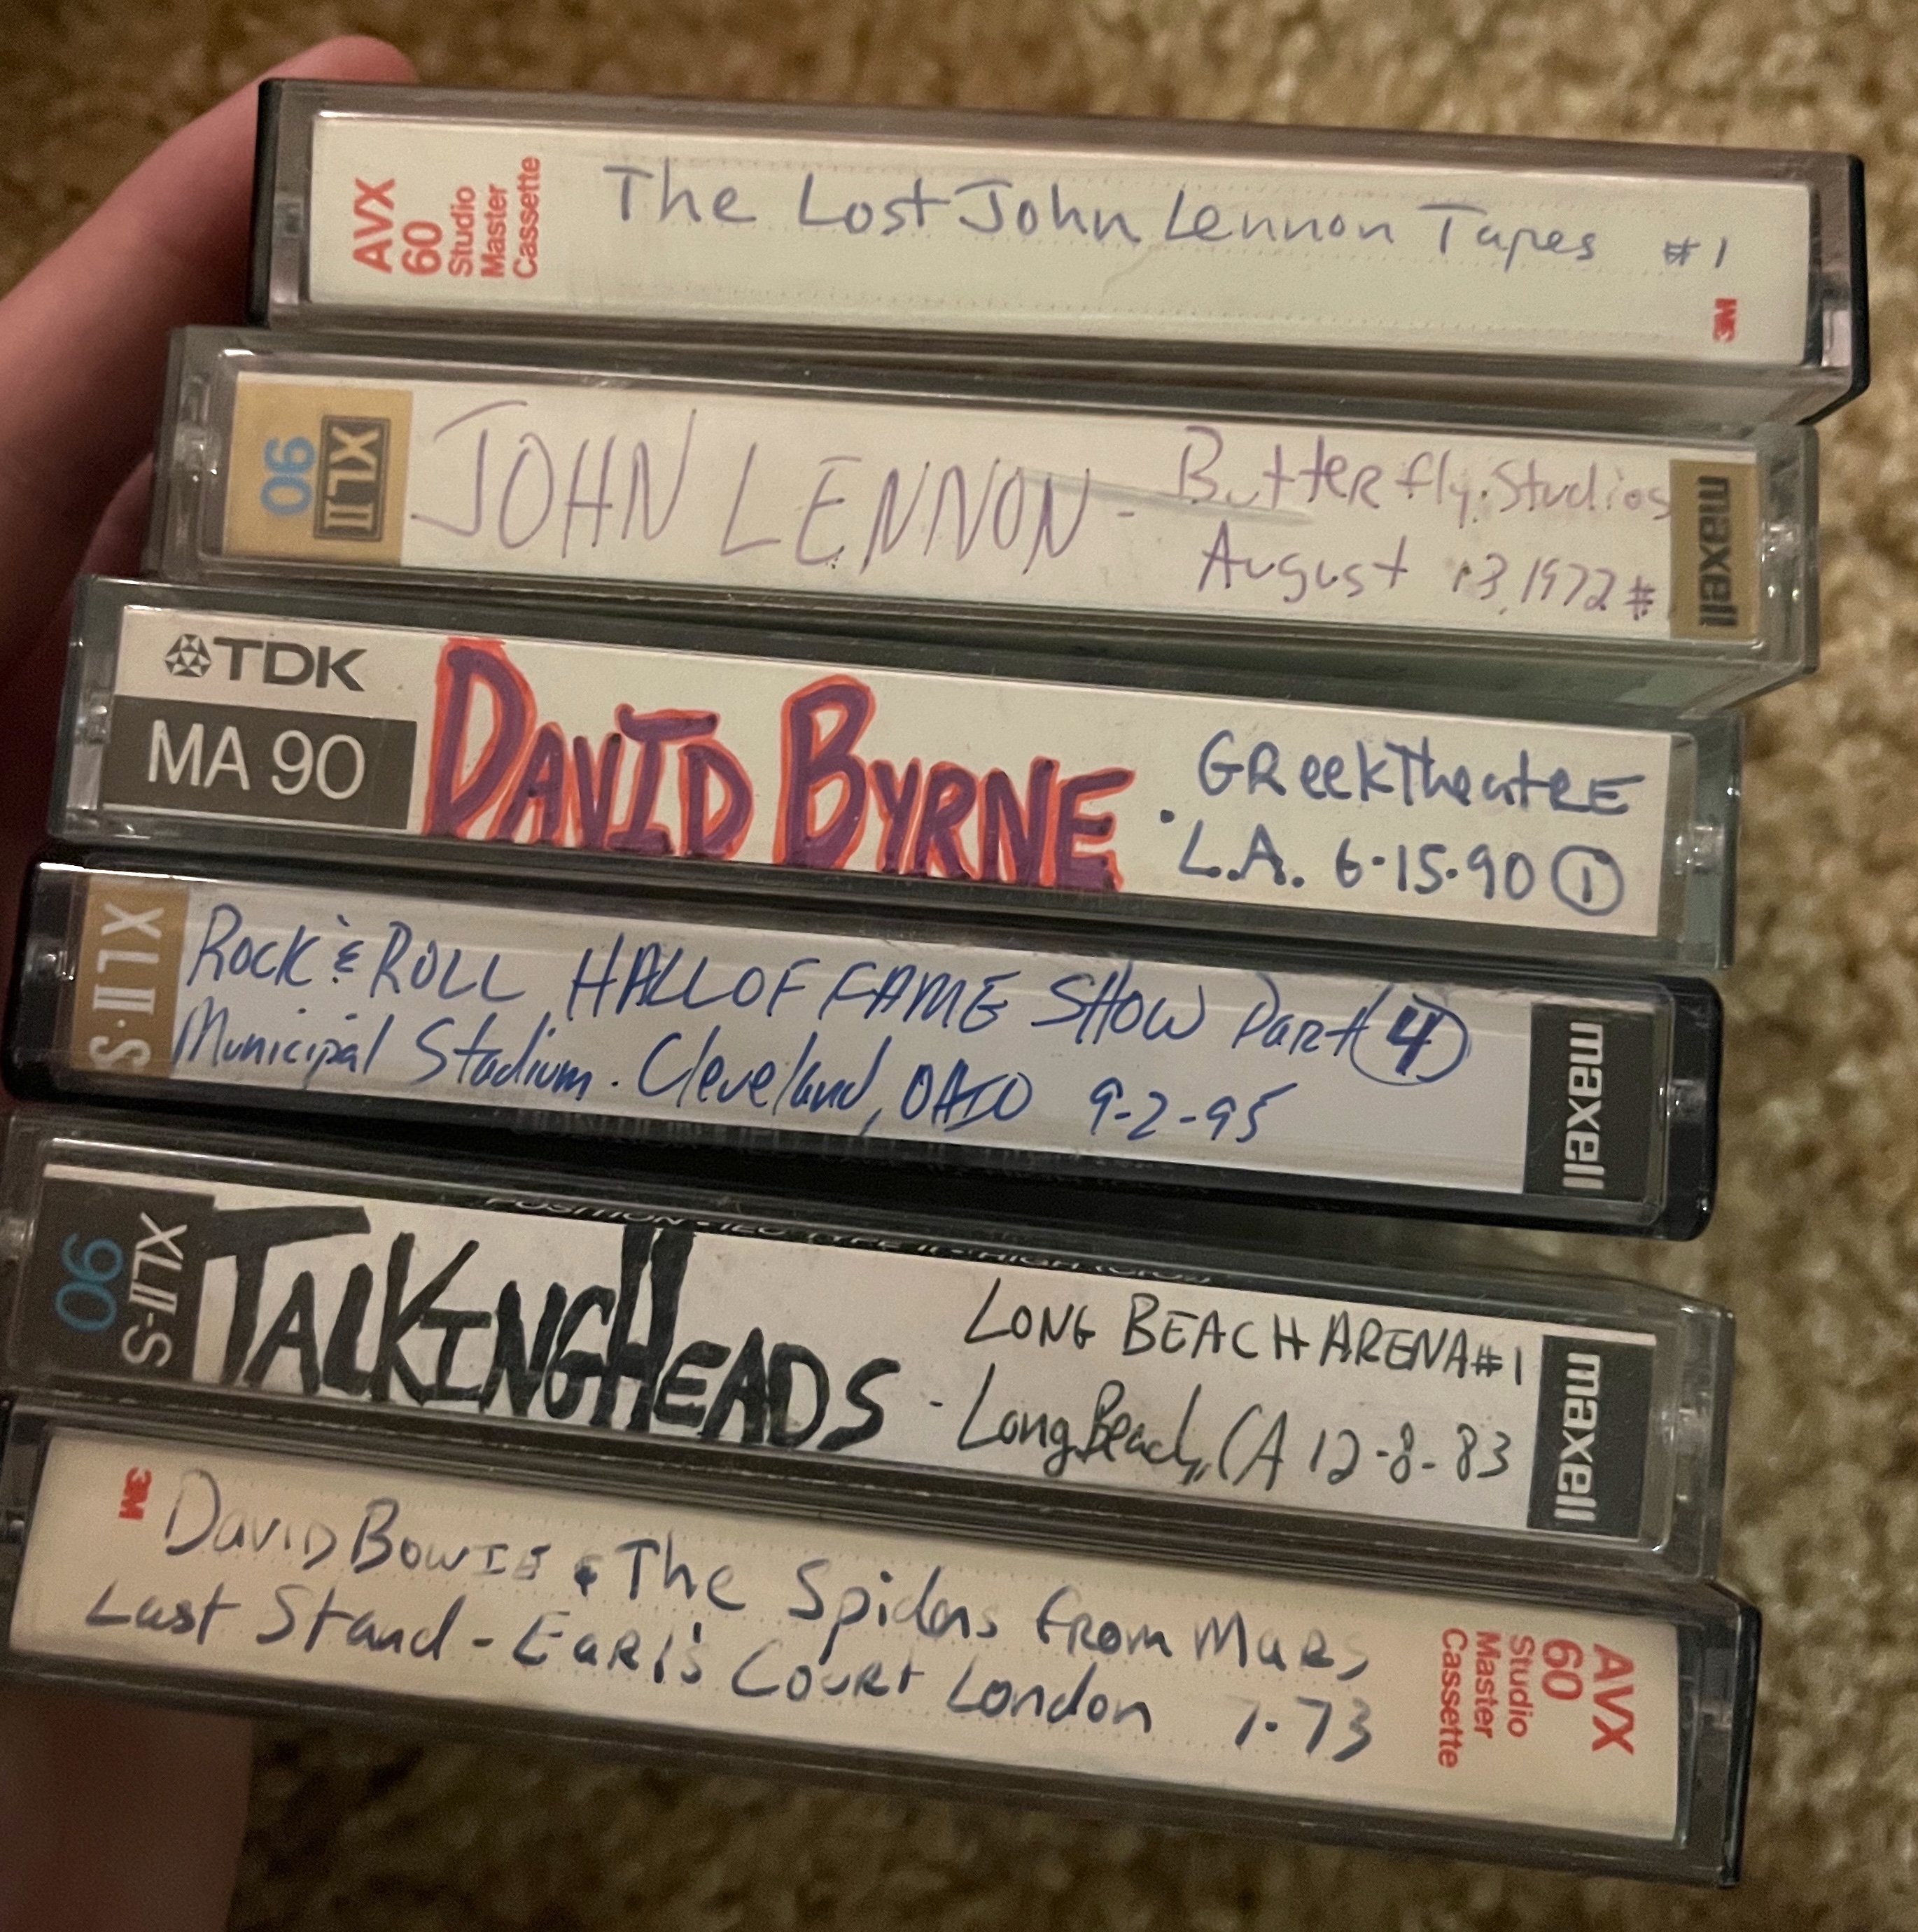 AVX
60
Studio
Master
Cassette
The Lost John Lennon Tapes #1
3M
XLII
90
JOHN LENNON - Butterfly Studios
August 13, 1972 #
maxell
TDK
MA 90
DAVID BYRNE
. Greek Theatre
L.A. 6-15-90 ①
XLII-S
Rock & Roll HALL OF FAME SHOW Part ④
Municipal Stadium. Cleveland, OHIO 9-2-95
maxell
XLII-S
90
TALKING HEADS
LONG BEACH ARENA #1
- Long Beach, CA 12-8-83
maxell
3M
David Bowie & The Spiders from Mars
Last Stand - Earl's Court London 7-73
AVX
60
Studio
Master
Cassette